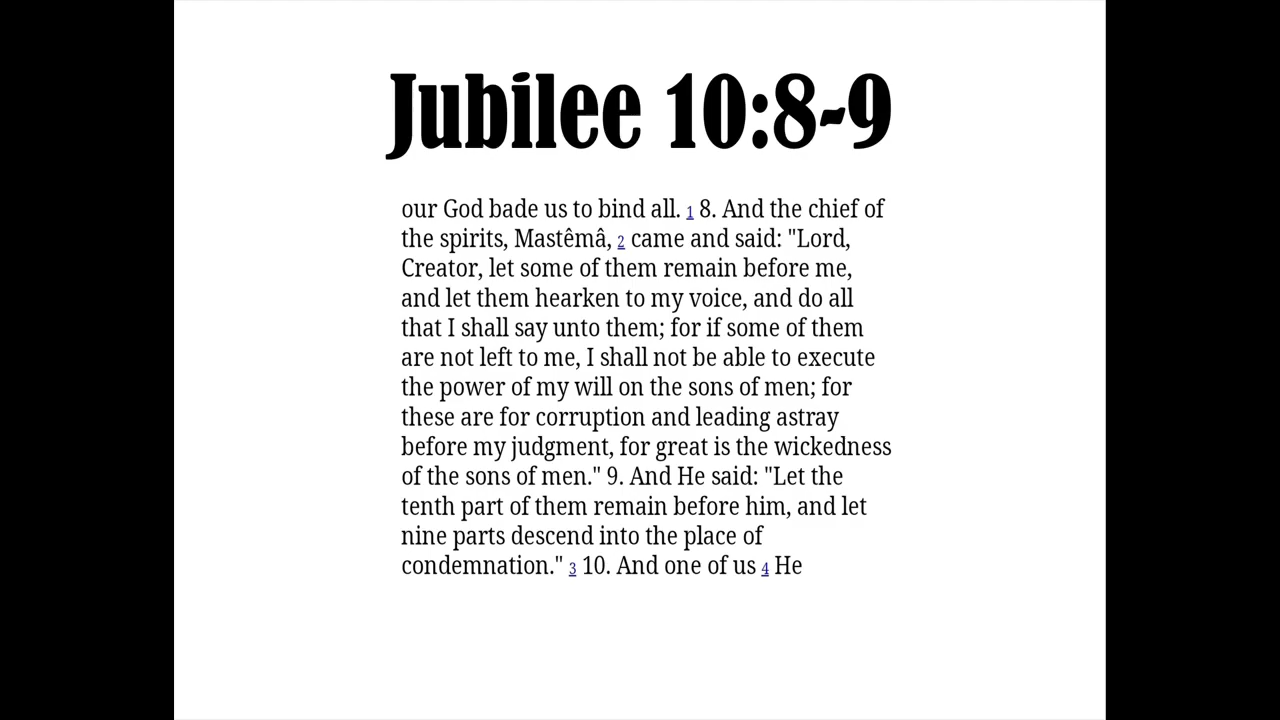 Jubilee 10:8-9
our God bade us to bind all. 1 8. And the chief of
the spirits, Mastêmâ, 2 came and said: "Lord,
Creator, let some of them remain before me,
and let them hearken to my voice, and do all
that I shall say unto them; for if some of them
are not left to me, I shall not be able to execute
the power of my will on the sons of men; for
these are for corruption and leading astray
before my judgment, for great is the wickedness
of the sons of men." 9. And He said: "Let the
tenth part of them remain before him, and let
nine parts descend into the place of
condemnation." 3 10. And one of us 4 He